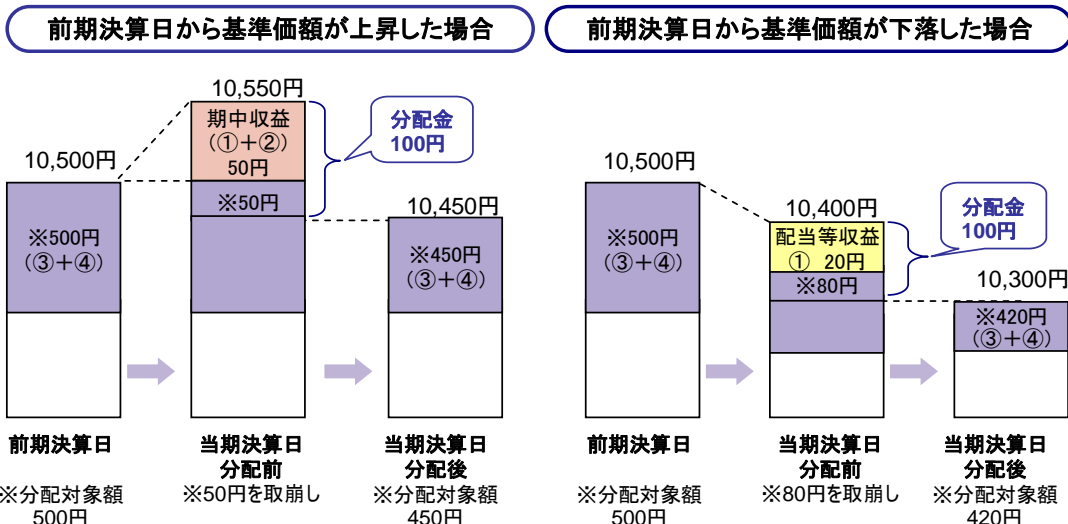 前期決算日から基準価額が上昇した場合
10,550円
期中収益
(①+②)
50円
分配金
100円
10,500円
※50円
10,450円
※500円
(③+④)
※450円
(③+④)
前期決算日
当期決算日
分配前
当期決算日
分配後
※分配対象額
500円
※50円を取崩し
※分配対象額
450円
前期決算日から基準価額が下落した場合
10,500円
10,400円
分配金
100円
※500円
(③+④)
配当等収益
① 20円
※80円
10,300円
※420円
(③+④)
前期決算日
当期決算日
分配前
当期決算日
分配後
※分配対象額
500円
※80円を取崩し
※分配対象額
420円